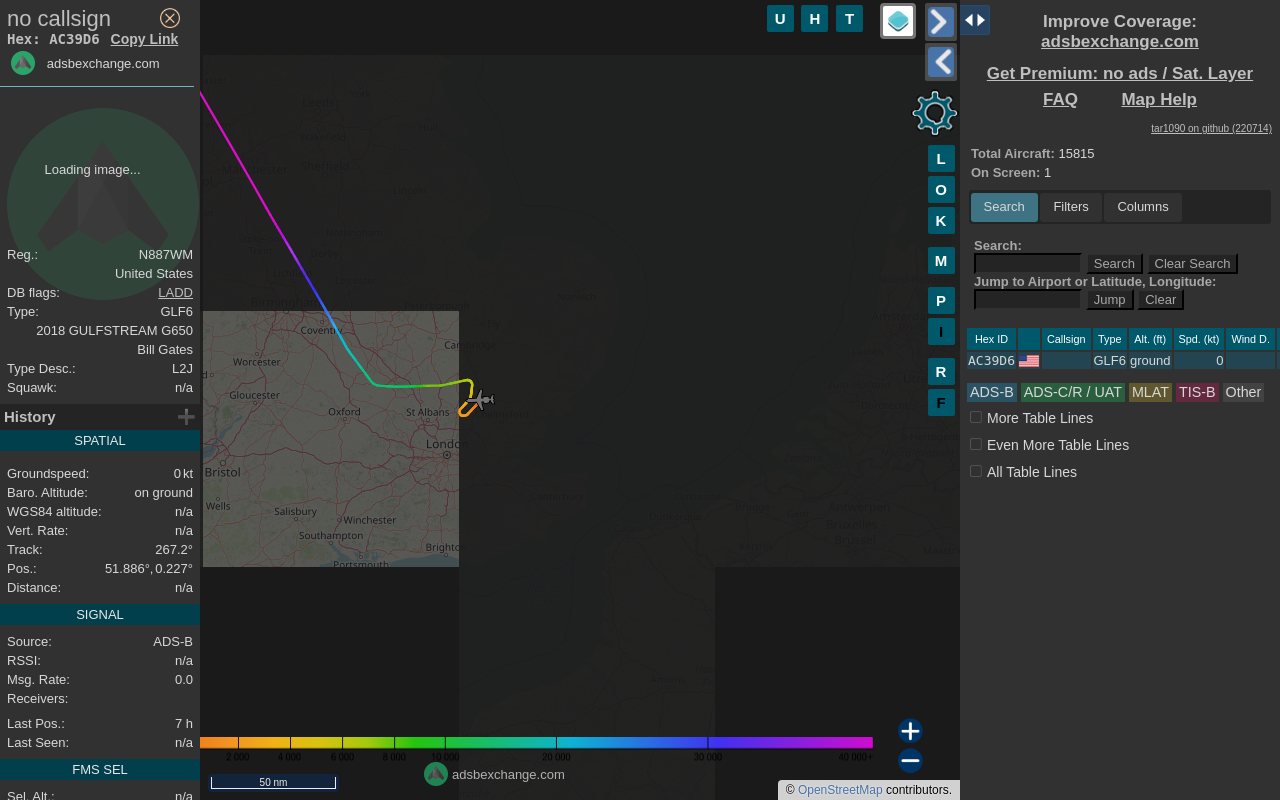 no callsign
Hex: AC39D6 Copy Link
adsbexchange.com
Loading image...
Reg.: N887WM
United States
DB flags: LADD
Type: GLF6
2018 GULFSTREAM G650
Bill Gates
Type Desc.: L2J
Squawk: n/a
History
SPATIAL
Groundspeed: 0 kt
Baro. Altitude: on ground
WGS84 altitude: n/a
Vert. Rate: n/a
Track: 267.2°
Pos.: 51.886°, 0.227°
Distance: n/a
SIGNAL
Source: ADS-B
RSSI: n/a
Msg. Rate: 0.0
Receivers:
Last Pos.: 7 h
Last Seen: n/a
FMS SEL
Sel. Alt.: n/a
U H T
L
O
K
M
P
I
R
F
Coventry
Worcester
Gloucester
Oxford
St Albans
London
Bristol
Wells
Salisbury
Winchester
Southampton
Brighto
Portsmouth
2 000 4 000 6 000 8 000 10 000 20 000 30 000 40 000+
50 nm
adsbexchange.com
© OpenStreetMap contributors.
Improve Coverage:
adsbexchange.com
Get Premium: no ads / Sat. Layer
FAQ Map Help
tar1090 on github (220714)
Total Aircraft: 15815
On Screen: 1
Search Filters Columns
Search:
Search Clear Search
Jump to Airport or Latitude, Longitude:
Jump Clear
Hex ID Callsign Type Alt. (ft) Spd. (kt) Wind D.
AC39D6 GLF6 ground 0
ADS-B ADS-C/R / UAT MLAT TIS-B Other
More Table Lines
Even More Table Lines
All Table Lines